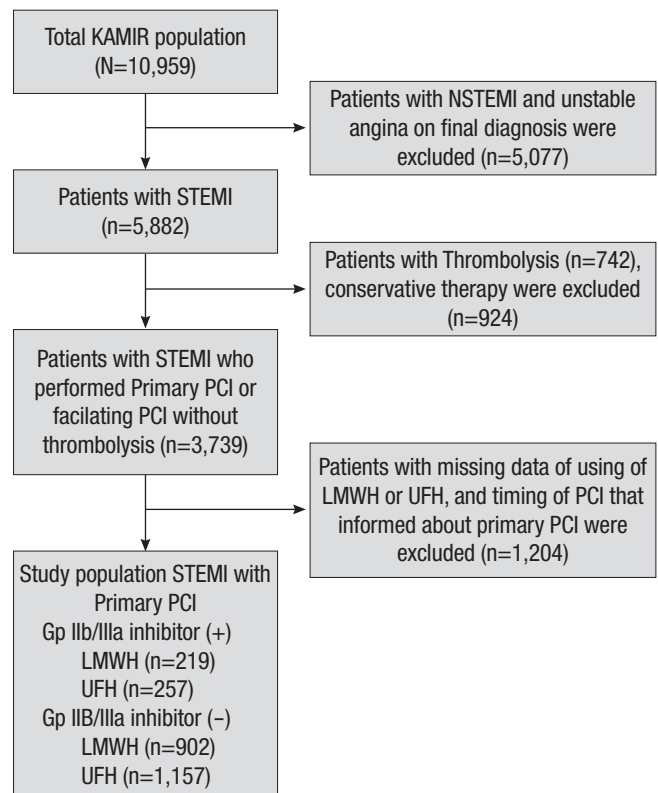 Total KAMIR population
(N=10,959)
Patients with NSTEMI and unstable
angina on final diagnosis were
excluded (n=5,077)
Patients with STEMI
(n=5,882)
Patients with Thrombolysis (n=742),
conservative therapy were excluded
(n=924)
Patients with STEMI who
performed Primary PCI or
facilating PCI without
thrombolysis (n=3,739)
Patients with missing data of using of
LMWH or UFH, and timing of PCI that
informed about primary PCI were
excluded (n=1,204)
Study population STEMI with
Primary PCI
Gp IIb/IIIa inhibitor (+)
LMWH (n=219)
UFH (n=257)
Gp IIB/IIIa inhibitor (–)
LMWH (n=902)
UFH (n=1,157)